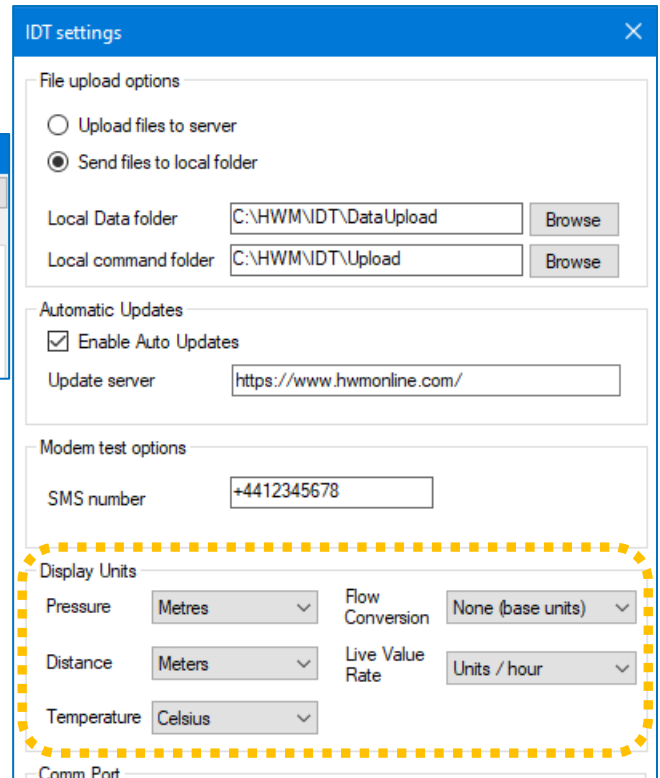 IDT settings
File upload options
Upload files to server
Send files to local folder
Local Data folder C:\HWM\IDT\DataUpload Browse
Local command folder C:\HWM\IDT\Upload Browse
Automatic Updates
Enable Auto Updates
Update server https://www.hwmonline.com/
Modem test options
SMS number +4412345678
Display Units
Pressure Metres Flow Conversion None (base units)
Distance Meters Live Value Rate Units / hour
Temperature Celsius
Comm Port